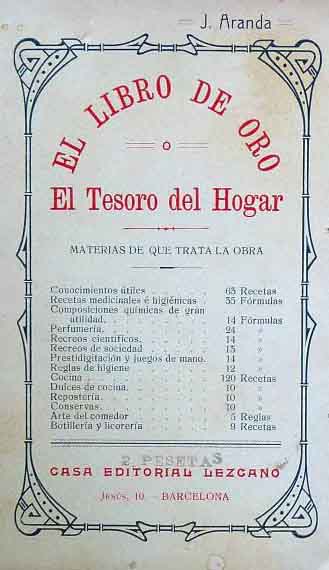 J. Aranda
EL LIBRO DE ORO
O
El Tesoro del Hogar
MATERIAS DE QUE TRATA LA OBRA
Conocimientos útiles . . . . . . 65 Recetas
Recetas medicinales é higiénicas . 55 Fórmulas
Composiciones químicas de gran
utilidad. . . . . . . . . 14 Fórmulas
Perfumería. . . . . . . . . 24 »
Recreos científicos. . . . . . . 14 »
Recreos de sociedad . . . . . . 15 »
Prestidigitación y juegos de mano. 14 »
Reglas de higiene . . . . . . 12 »
Cocina . . . . . . . . . . 120 Recetas
Dulces de cocina. . . . . . . 10 »
Repostería. . . . . . . . . 10 »
Conservas. . . . . . . . . 10 »
Arte del comedor . . . . . . 5 Reglas
Botillería y licorería . . . . . 9 Recetas
2 PESETAS
CASA EDITORIAL LEZCANO
JESÚS, 10. - BARCELONA